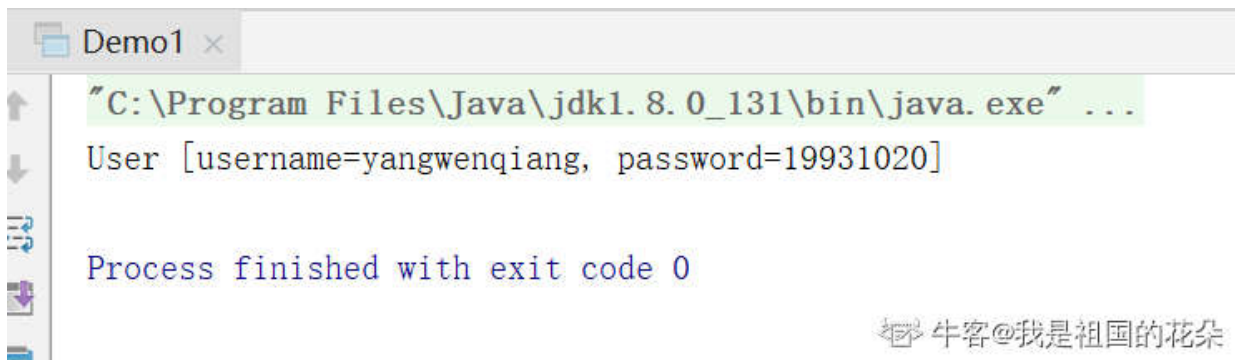 Demo1
"C:\Program Files\Java\jdk1.8.0_131\bin\java.exe" ...
User [username=yangwenqiang, password=19931020]
Process finished with exit code 0
牛客@我是祖国的花朵